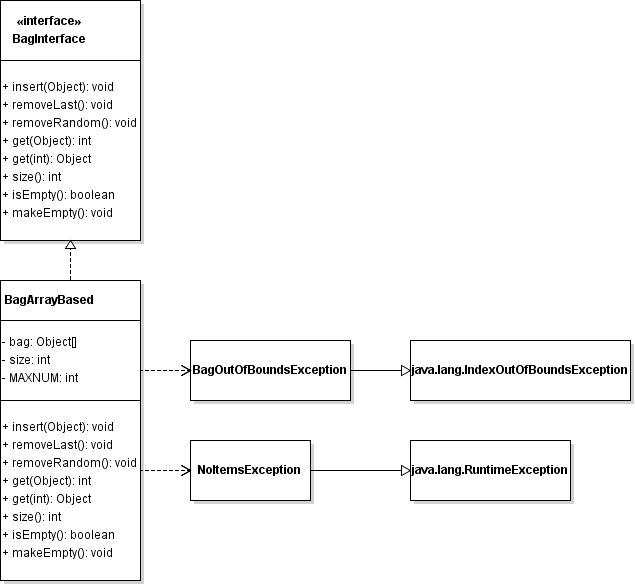 «interface»
BagInterface
+ insert(Object): void
+ removeLast(): void
+ removeRandom(): void
+ get(Object): int
+ get(int): Object
+ size(): int
+ isEmpty(): boolean
+ makeEmpty(): void
BagArrayBased
- bag: Object[]
- size: int
- MAXNUM: int
+ insert(Object): void
+ removeLast(): void
+ removeRandom(): void
+ get(Object): int
+ get(int): Object
+ size(): int
+ isEmpty(): boolean
+ makeEmpty(): void
BagOutOfBoundsException
java.lang.IndexOutOfBoundsException
NoItemsException
java.lang.RuntimeException